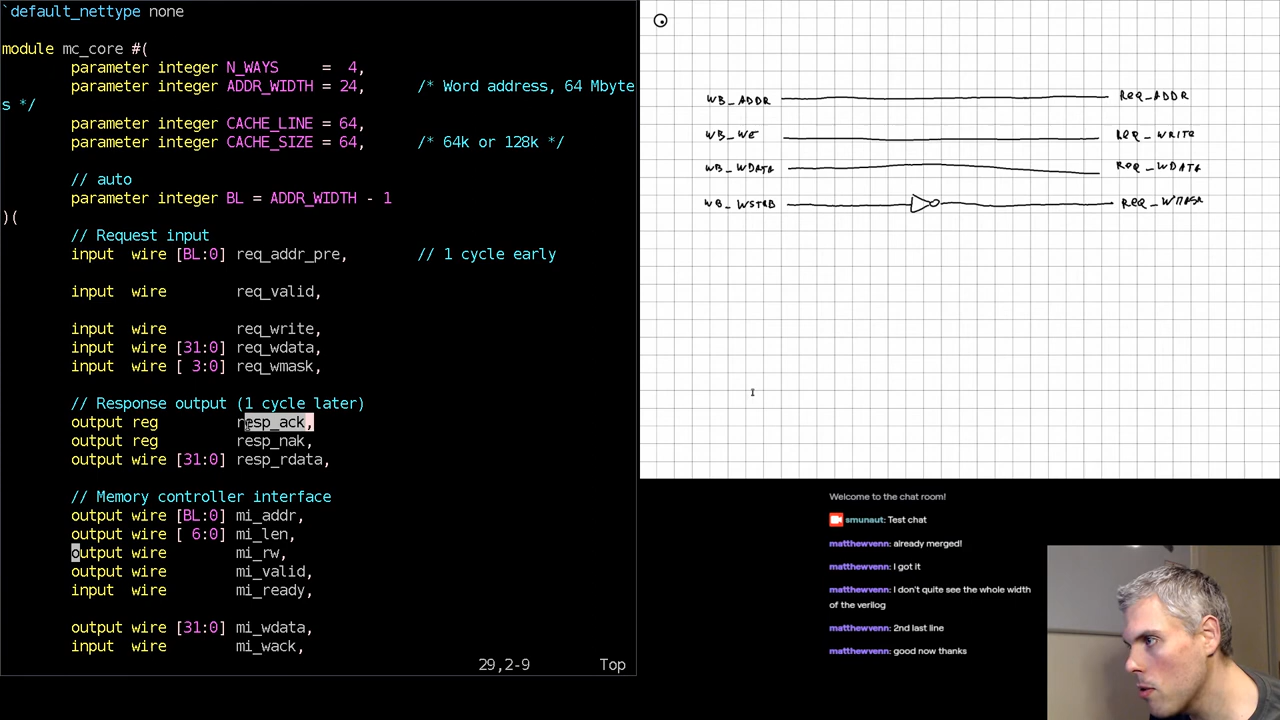 `default_nettype none
module mc_core #(
parameter integer N_WAYS     =  4,
parameter integer ADDR_WIDTH = 24,      /* Word address, 64 Mbyte
s */
parameter integer CACHE_LINE = 64,
parameter integer CACHE_SIZE = 64,      /* 64k or 128k */
// auto
parameter integer BL = ADDR_WIDTH - 1
)(
// Request input
input  wire [BL:0] req_addr_pre,        // 1 cycle early
input  wire        req_valid,
input  wire        req_write,
input  wire [31:0] req_wdata,
input  wire [ 3:0] req_wmask,
// Response output (1 cycle later)
output reg         resp_ack,
output reg         resp_nak,
output wire [31:0] resp_rdata,
// Memory controller interface
output wire [BL:0] mi_addr,
output wire [ 6:0] mi_len,
output wire        mi_rw,
output wire        mi_valid,
input  wire        mi_ready,
output wire [31:0] mi_wdata,
input  wire        mi_wack,
29,2-9          Top
WB_ADDR REQ_ADDR
WB_WE REQ_WRITE
WB_WDATA REQ_WDATA
WB_WSTRB REQ_WMASK
Welcome to the chat room!
smunaut: Test chat
matthewvenn: already merged!
matthewvenn: I got it
matthewvenn: I don't quite see the whole width
of the verilog
matthewvenn: 2nd last line
matthewvenn: good now thanks